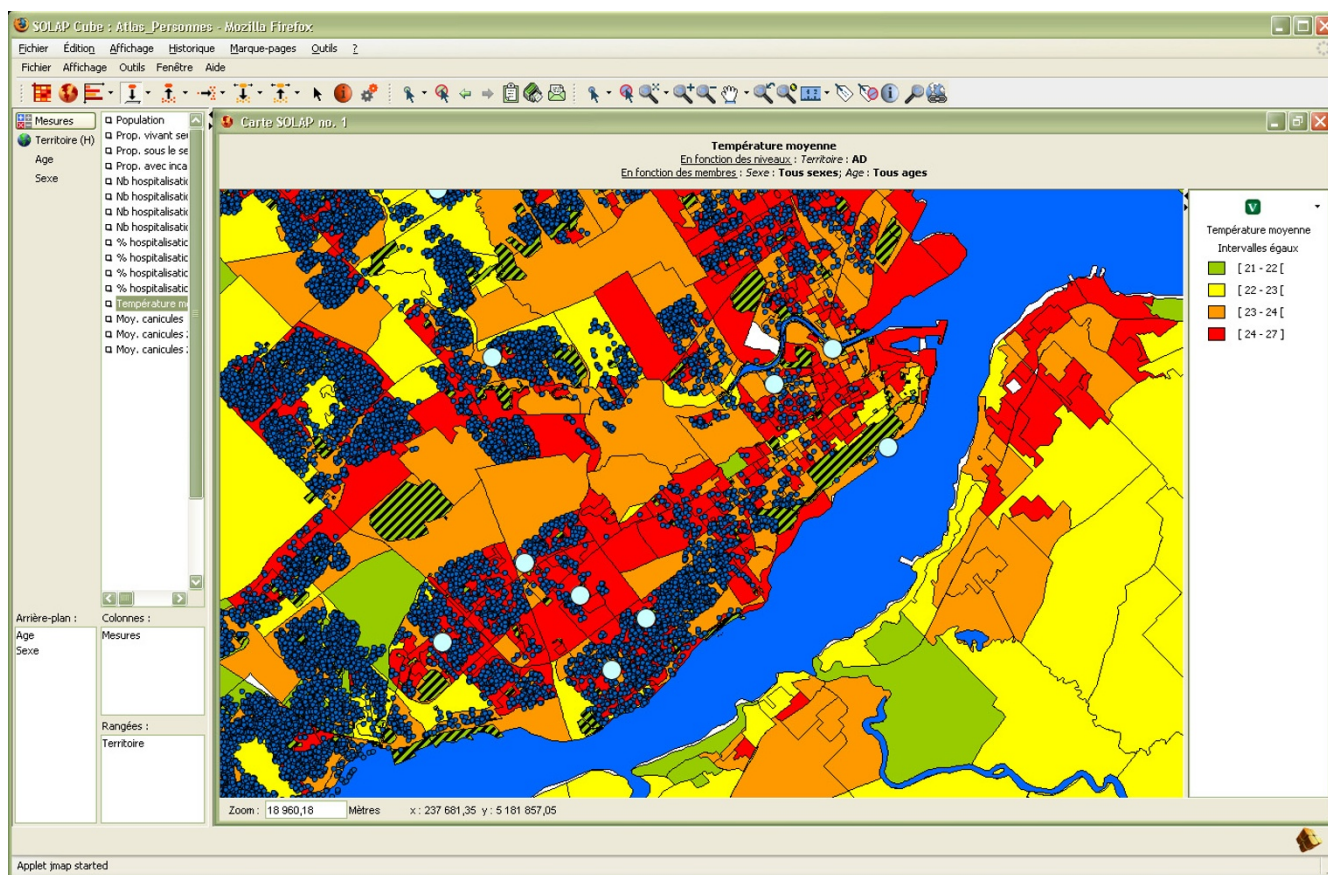 SOLAP Cube : Atlas_Personnes - Mozilla Firefox
Fichier Édition Affichage Historique Marque-pages Outils ?
Fichier Affichage Outils Fenêtre Aide
Mesures
Territoire (H)
Age
Sexe
Population
Prop. vivant seu
Prop. sous le se
Prop. avec inca
Nb hospitalisatic
Nb hospitalisatic
Nb hospitalisatic
Nb hospitalisatic
% hospitalisatic
% hospitalisatic
% hospitalisatic
% hospitalisatic
Température m
Moy. canicules
Moy. canicules
Moy. canicules
Arrière-plan :
Age
Sexe
Colonnes :
Mesures
Rangées :
Territoire
Carte SOLAP no. 1
Température moyenne
En fonction des niveaux : Territoire : AD
En fonction des membres : Sexe : Tous sexes; Age : Tous ages
V
Température moyenne
Intervalles égaux
[ 21 - 22 [
[ 22 - 23 [
[ 23 - 24 [
[ 24 - 27 ]
Zoom : 18 960,18 Mètres x : 237 681,35 y : 5 181 857,05
Applet jmap started